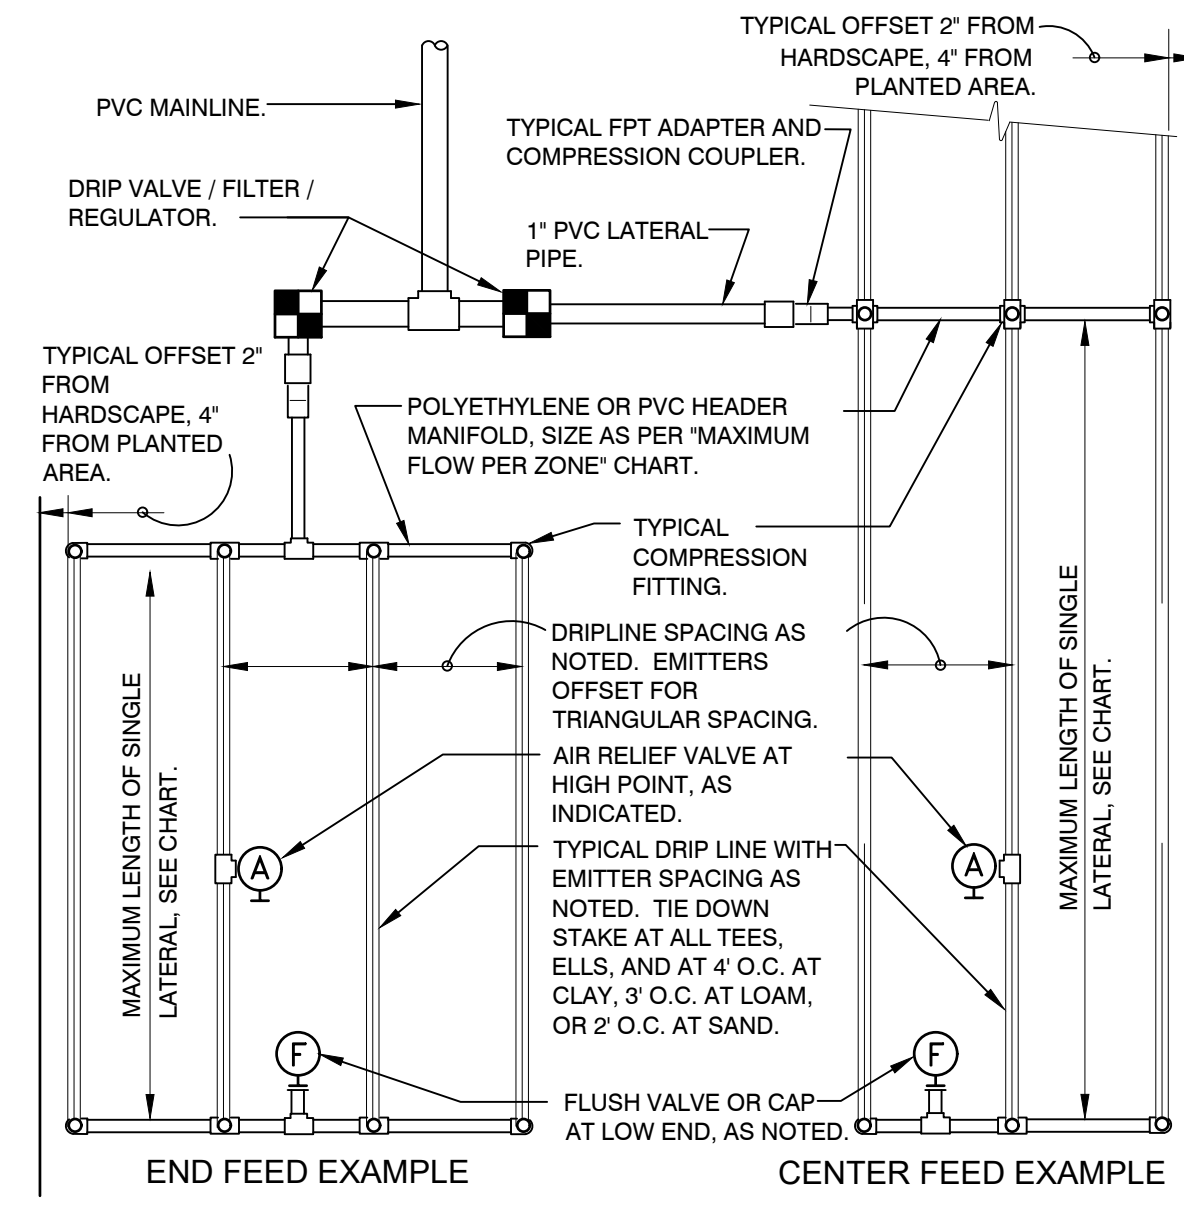 TYPICAL OFFSET 2" FROM
HARDSCAPE, 4" FROM
PLANTED AREA.
PVC MAINLINE.
TYPICAL FPT ADAPTER AND
COMPRESSION COUPLER.
DRIP VALVE / FILTER /
REGULATOR.
1" PVC LATERAL
PIPE.
TYPICAL OFFSET 2"
FROM
HARDSCAPE, 4"
FROM PLANTED
AREA.
POLYETHYLENE OR PVC HEADER
MANIFOLD, SIZE AS PER "MAXIMUM
FLOW PER ZONE" CHART.
TYPICAL
COMPRESSION
FITTING.
DRIPLINE SPACING AS
NOTED. EMITTERS
OFFSET FOR
TRIANGULAR SPACING.
MAXIMUM LENGTH OF SINGLE
LATERAL, SEE CHART.
MAXIMUM LENGTH OF SINGLE
LATERAL, SEE CHART.
AIR RELIEF VALVE AT
HIGH POINT, AS
INDICATED.
A
A
TYPICAL DRIP LINE WITH
EMITTER SPACING AS
NOTED. TIE DOWN
STAKE AT ALL TEES,
ELLS, AND AT 4' O.C. AT
CLAY, 3' O.C. AT LOAM,
OR 2' O.C. AT SAND.
F
F
FLUSH VALVE OR CAP
AT LOW END, AS NOTED.
END FEED EXAMPLE
CENTER FEED EXAMPLE